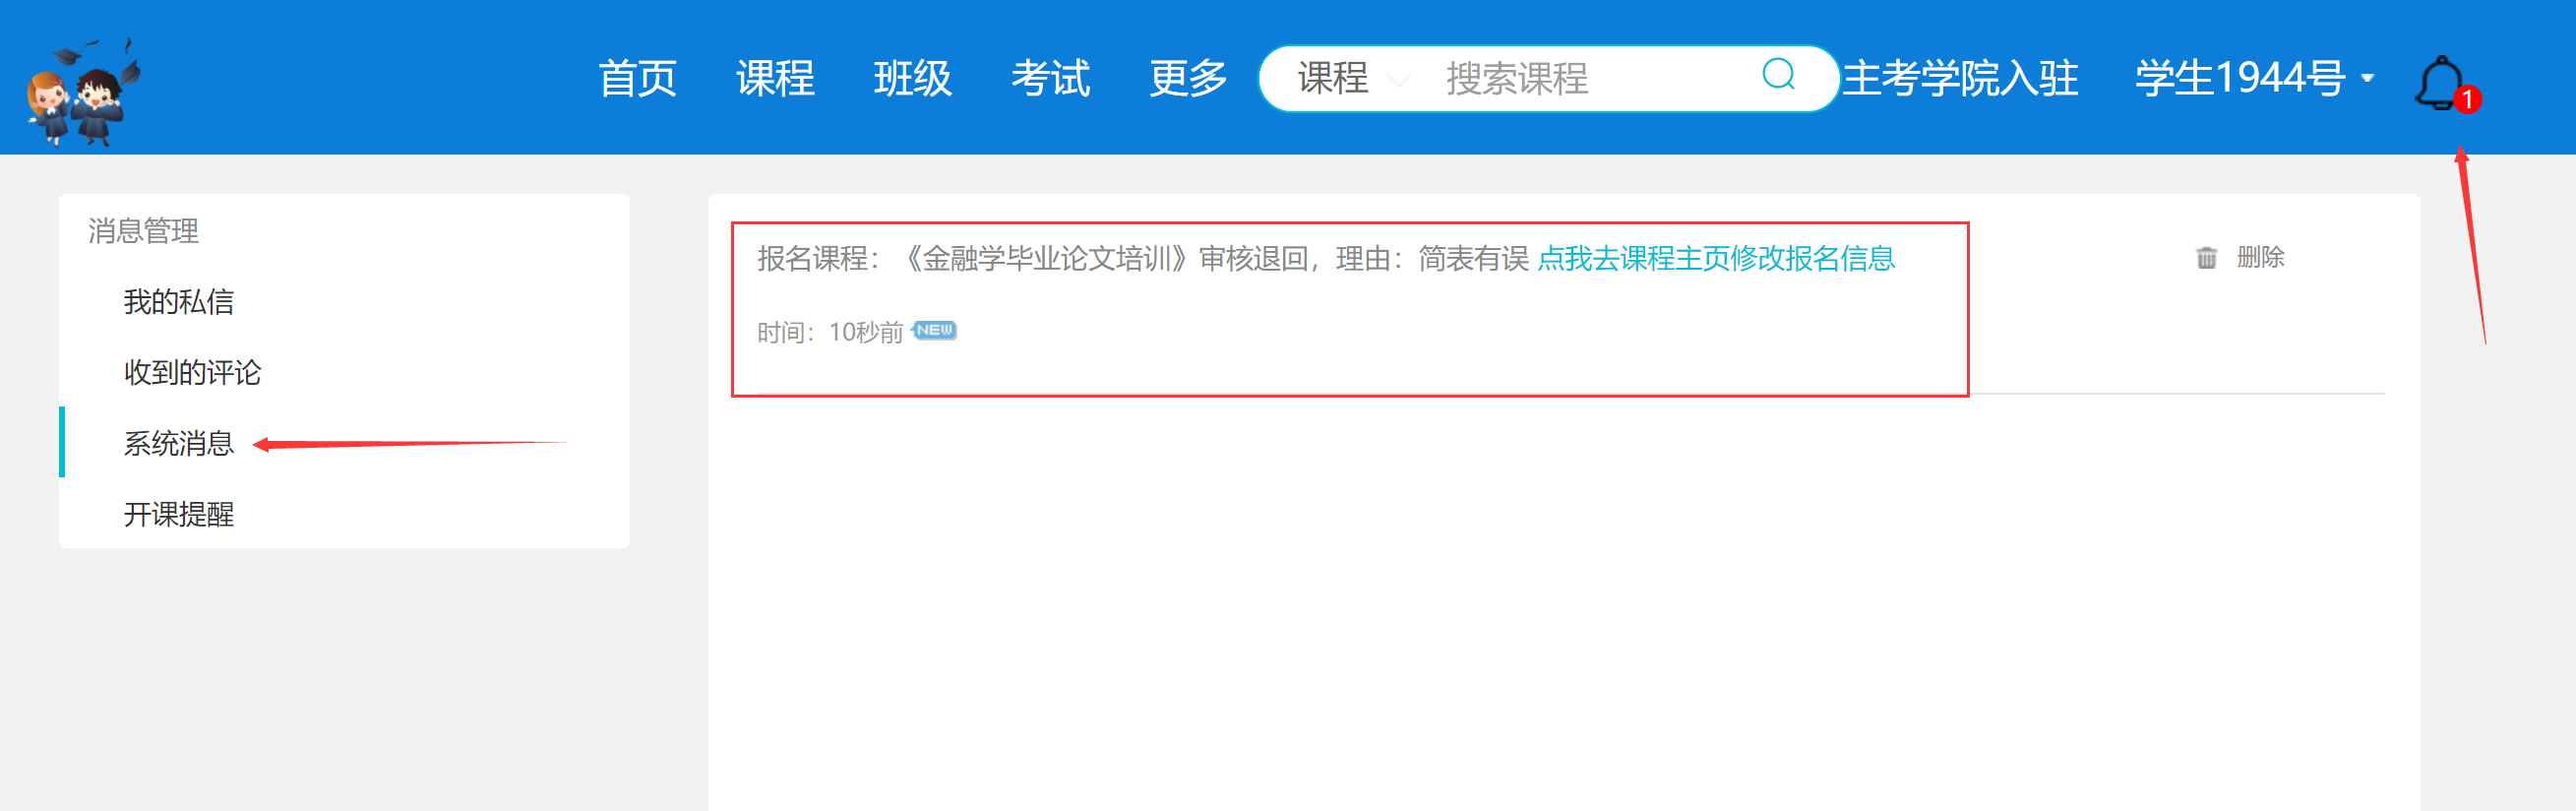 首页 课程 班级 考试 更多 课程 搜索课程 主考学院入驻 学生1944号 1
消息管理
我的私信
收到的评论
系统消息
开课提醒
报名课程：《金融学毕业论文培训》审核退回，理由：简表有误 点我去课程主页修改报名信息 删除
时间：10秒前 NEW